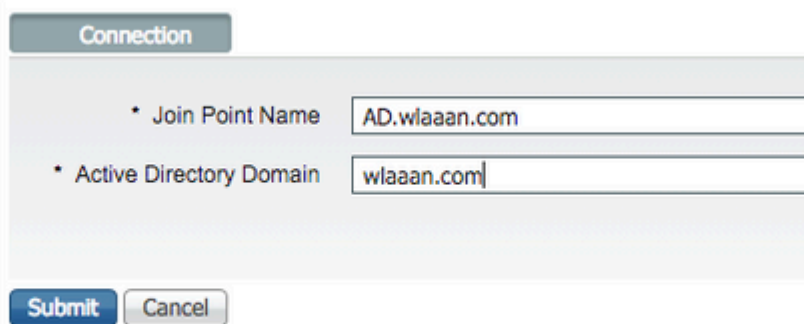 Connection
* Join Point Name AD.wlaaan.com
* Active Directory Domain wlaaan.com
Submit Cancel